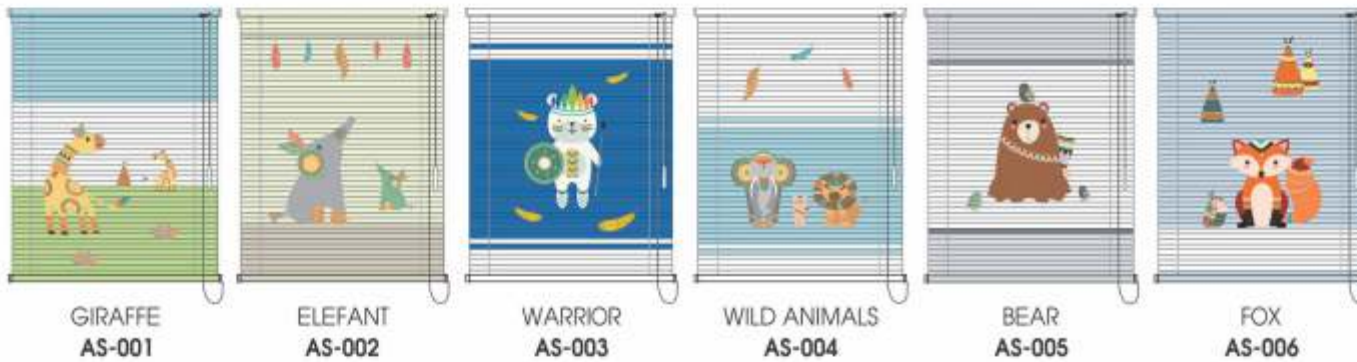 GIRAFFE
AS-001
ELEFANT
AS-002
WARRIOR
AS-003
WILD ANIMALS
AS-004
BEAR
AS-005
FOX
AS-006